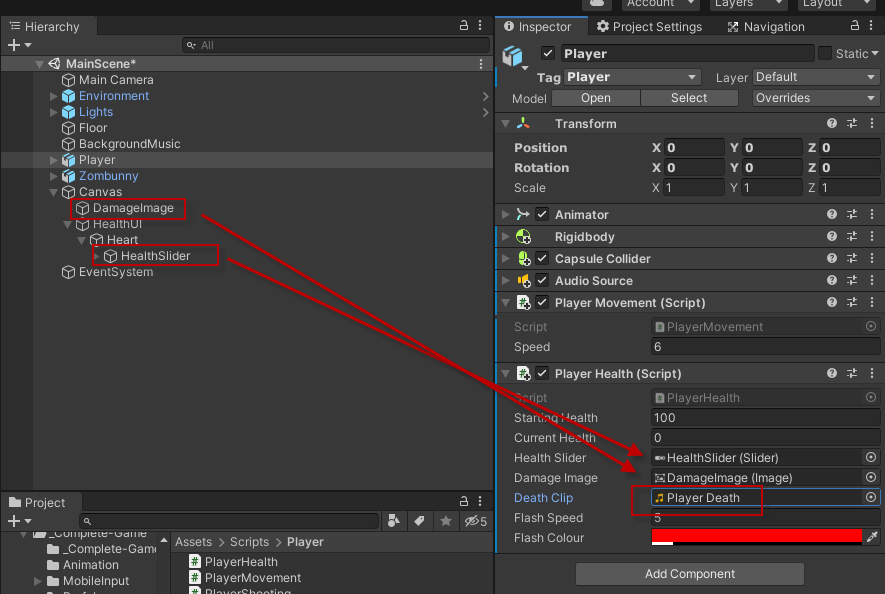 Account
Layers
Layout
Hierarchy
All
MainScene*
Main Camera
Environment
Lights
Floor
BackgroundMusic
Player
Zombunny
Canvas
DamageImage
HealthUI
Heart
HealthSlider
EventSystem
Project
5
_Complete-Game
_Complete-Game
Animation
MobileInput
Assets > Scripts > Player
PlayerHealth
PlayerMovement
PlayerShooting
Inspector
Project Settings
Navigation
Player
Static
Tag Player
Layer Default
Model Open Select Overrides
Transform
Position X 0 Y 0 Z 0
Rotation X 0 Y 0 Z 0
Scale X 1 Y 1 Z 1
Animator
Rigidbody
Capsule Collider
Audio Source
Player Movement (Script)
Script PlayerMovement
Speed 6
Player Health (Script)
Script PlayerHealth
Starting Health 100
Current Health 0
Health Slider HealthSlider (Slider)
Damage Image DamageImage (Image)
Death Clip Player Death
Flash Speed 5
Flash Colour
Add Component